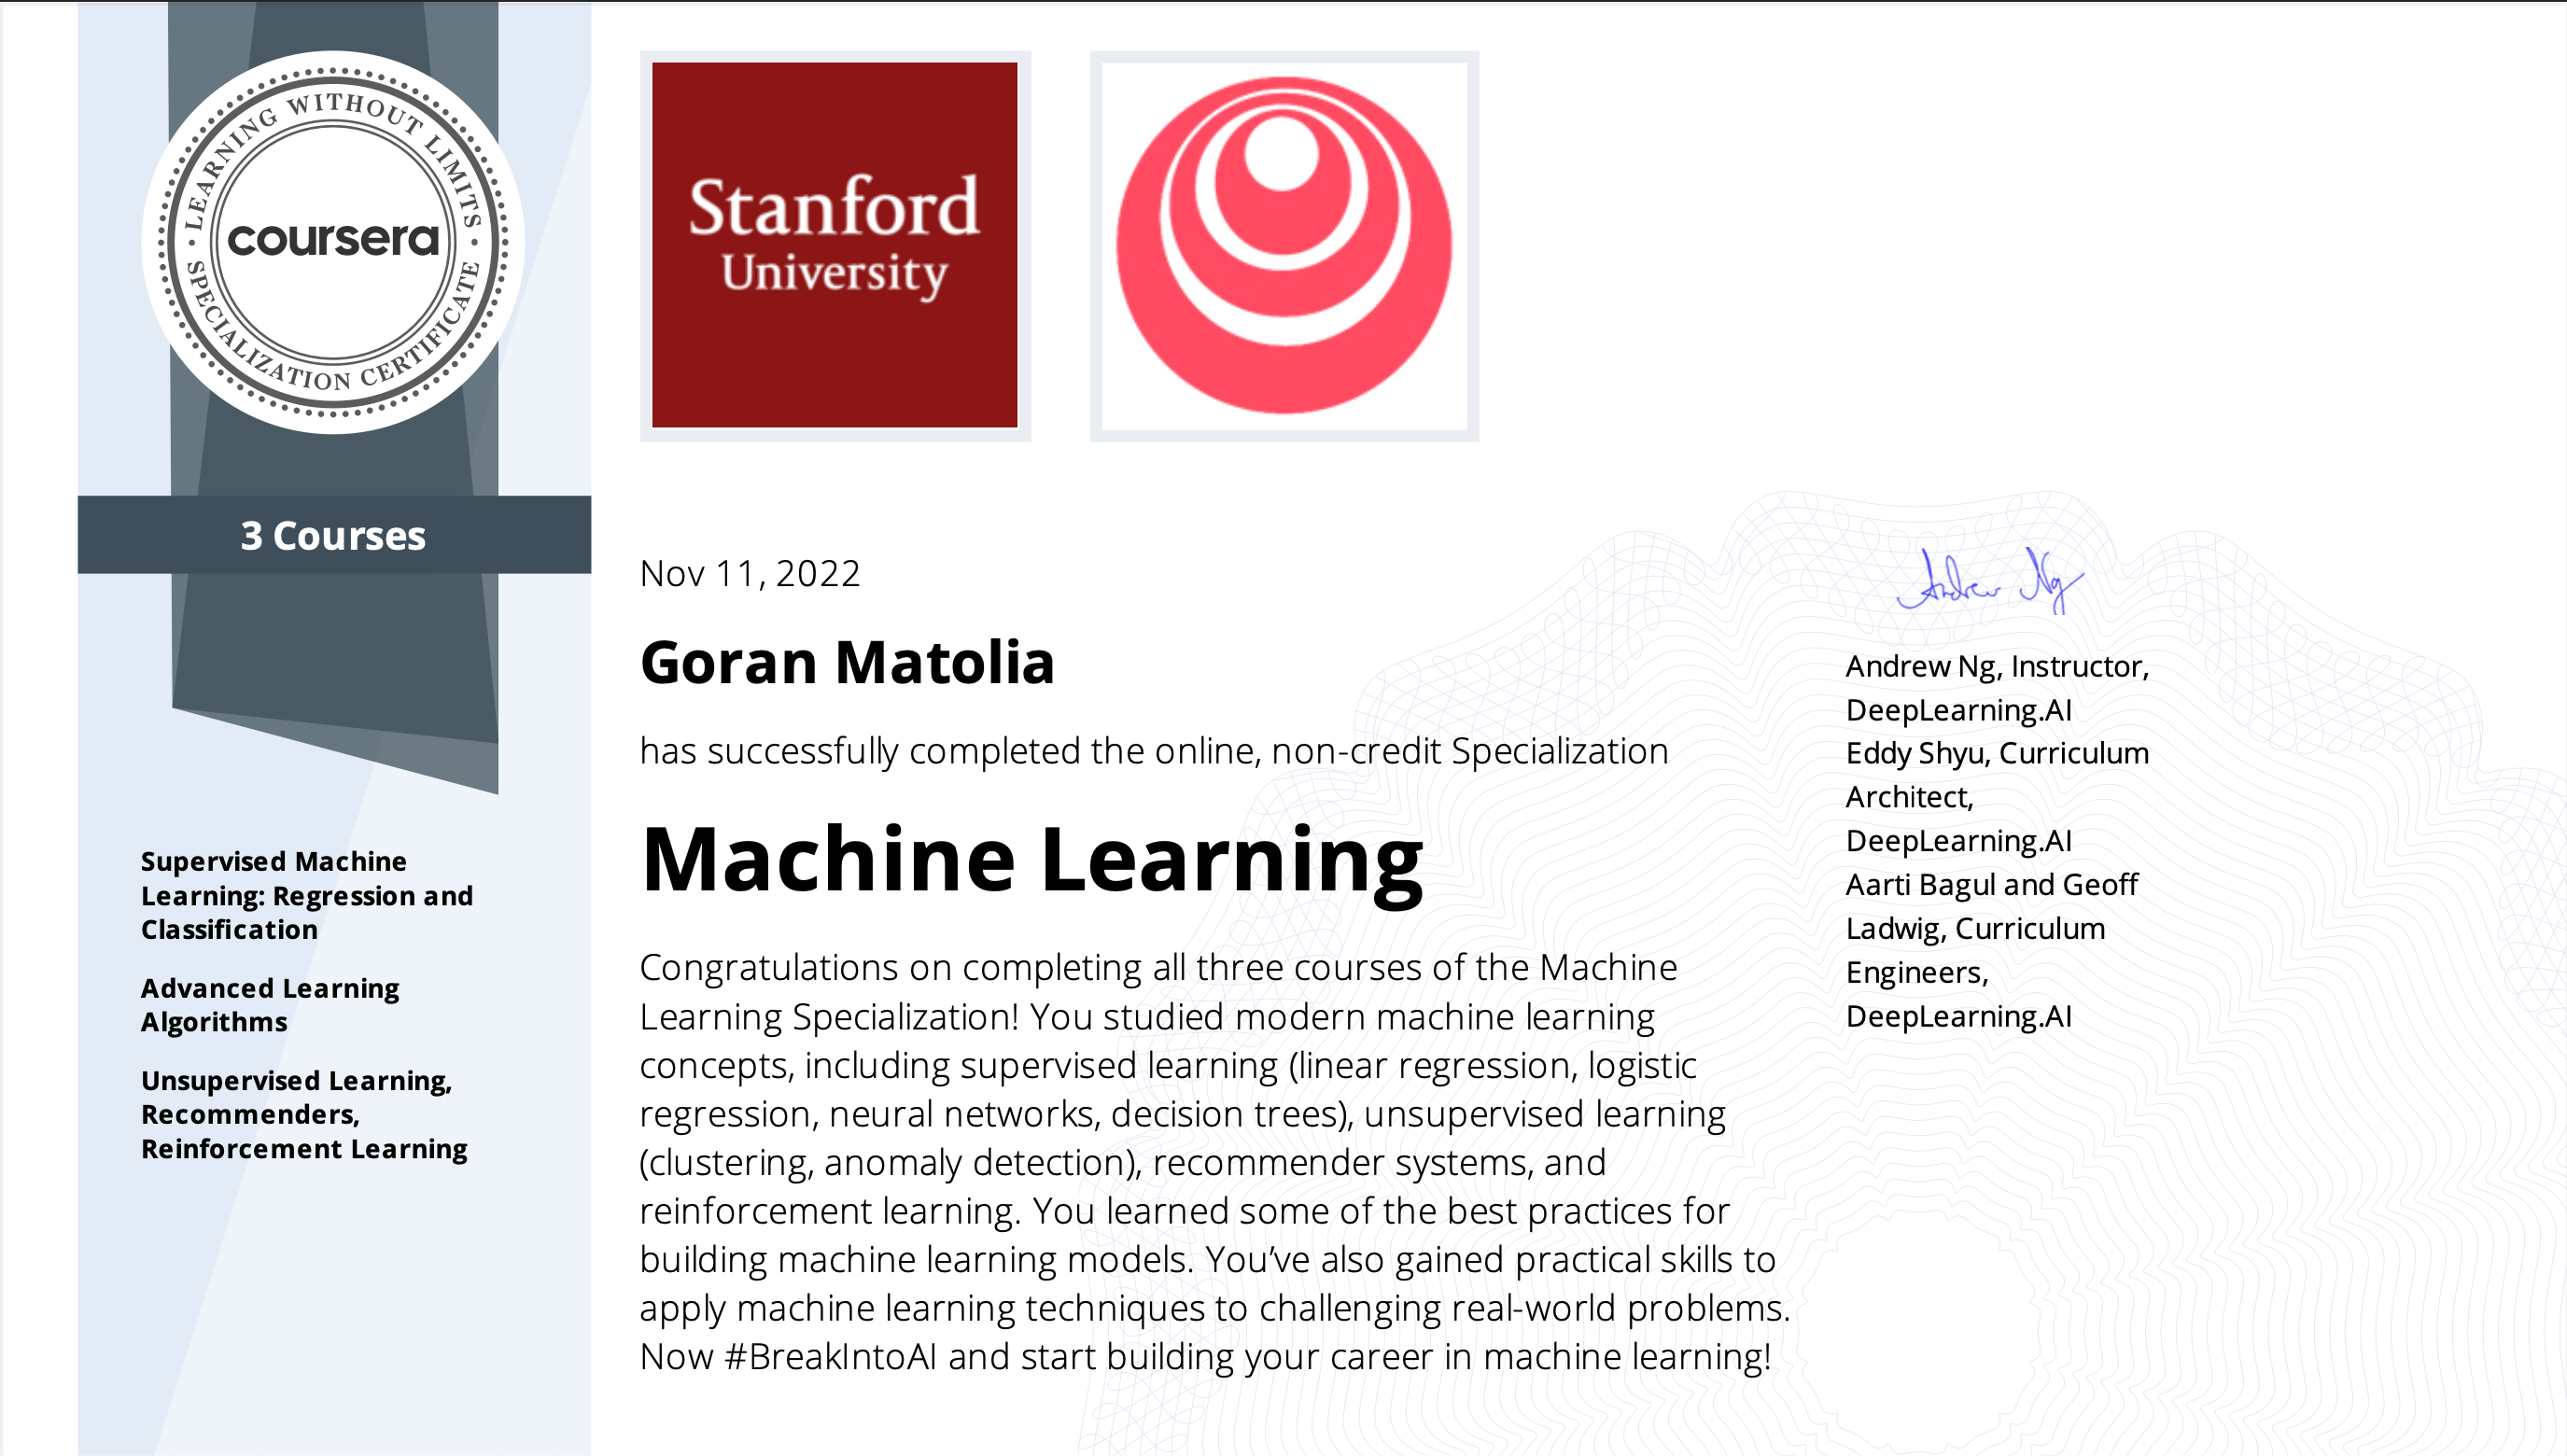 LEARNING WITHOUT LIMITS
coursera
SPECIALIZATION CERTIFICATE
3 Courses
Supervised Machine
Learning: Regression and
Classification
Advanced Learning
Algorithms
Unsupervised Learning,
Recommenders,
Reinforcement Learning
Stanford
University
Nov 11, 2022
Goran Matolia
has successfully completed the online, non-credit Specialization
Machine Learning
Congratulations on completing all three courses of the Machine
Learning Specialization! You studied modern machine learning
concepts, including supervised learning (linear regression, logistic
regression, neural networks, decision trees), unsupervised learning
(clustering, anomaly detection), recommender systems, and
reinforcement learning. You learned some of the best practices for
building machine learning models. You’ve also gained practical skills to
apply machine learning techniques to challenging real-world problems.
Now #BreakIntoAI and start building your career in machine learning!
Andrew Ng
Andrew Ng, Instructor,
DeepLearning.AI
Eddy Shyu, Curriculum
Architect,
DeepLearning.AI
Aarti Bagul and Geoff
Ladwig, Curriculum
Engineers,
DeepLearning.AI